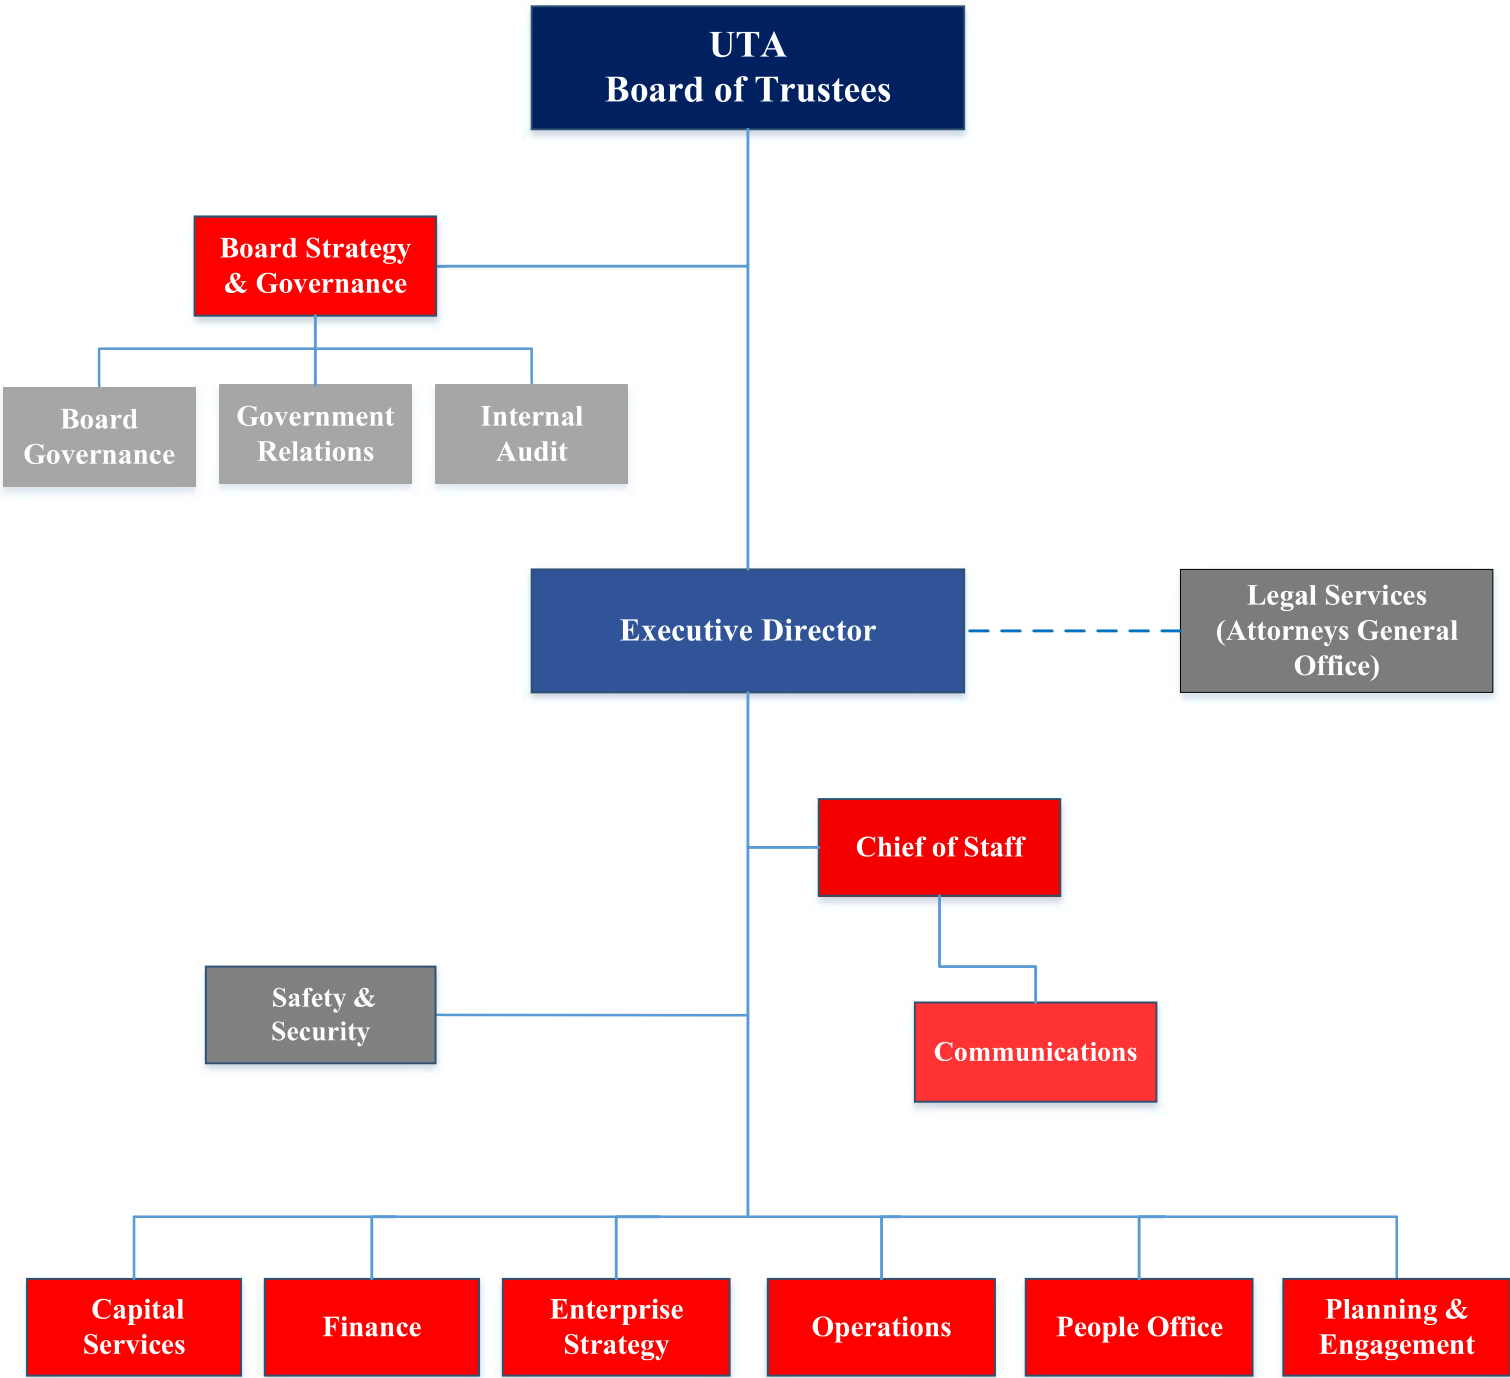 UTA
Board of Trustees
Board Strategy
& Governance
Board
Governance
Government
Relations
Internal
Audit
Executive Director
Legal Services
(Attorneys General
Office)
Chief of Staff
Safety &
Security
Communications
Capital
Services
Finance
Enterprise
Strategy
Operations
People Office
Planning &
Engagement